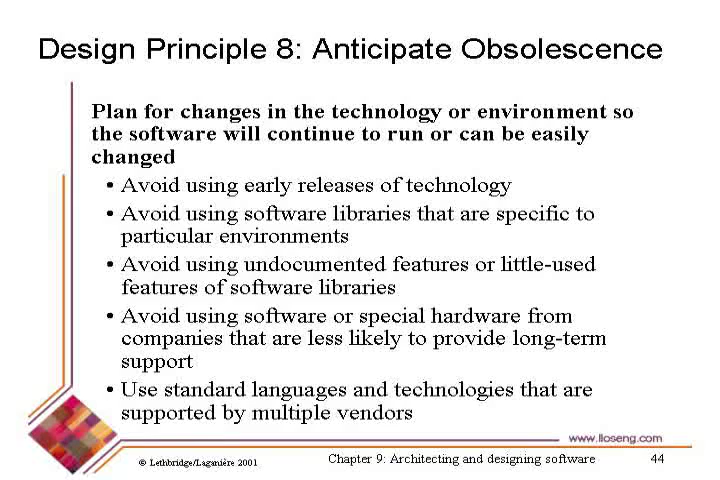 Design Principle 8: Anticipate Obsolescence
Plan for changes in the technology or environment so
the software will continue to run or can be easily
changed
• Avoid using early releases of technology
• Avoid using software libraries that are specific to
particular environments
• Avoid using undocumented features or little-used
features of software libraries
• Avoid using software or special hardware from
companies that are less likely to provide long-term
support
• Use standard languages and technologies that are
supported by multiple vendors
www.lloseng.com
© Lethbridge/Laganière 2001
Chapter 9: Architecting and designing software
44